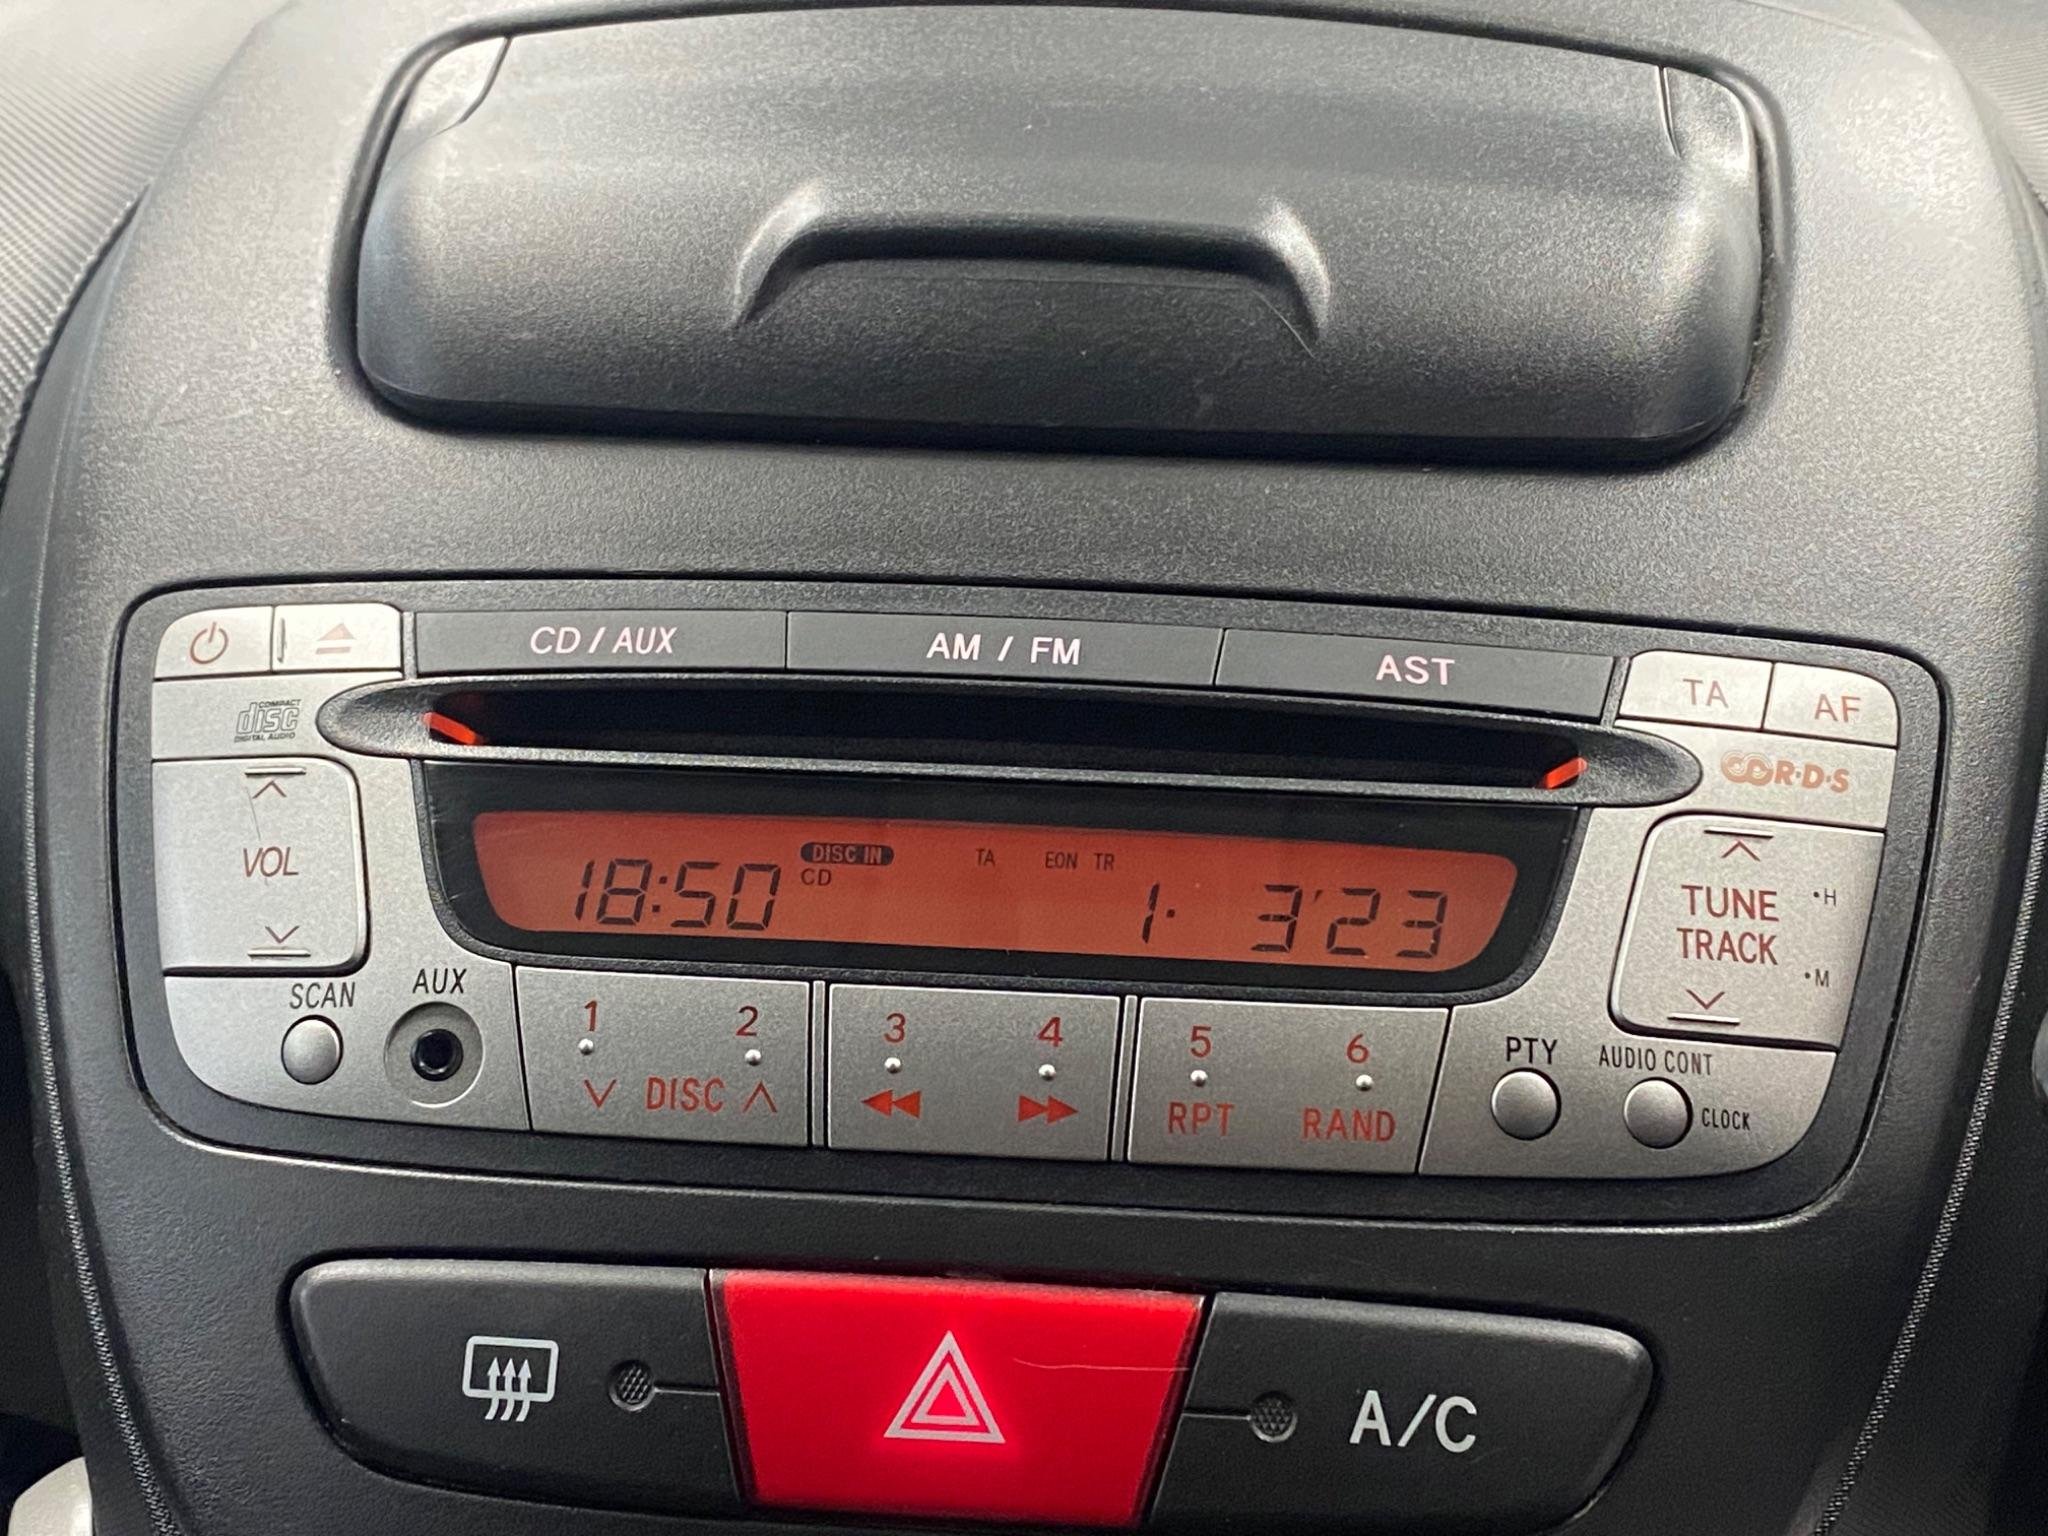 CD / AUX
AM / FM
AST
TA
AF
COMPACT
disc
DIGITAL AUDIO
R·D·S
VOL
18:50
DISC IN
CD
TA
EON TR
1· 3'23
TUNE
TRACK
•H
•M
SCAN
AUX
1
2
DISC
3
4
5
RPT
6
RAND
PTY
AUDIO CONT
CLOCK
A/C